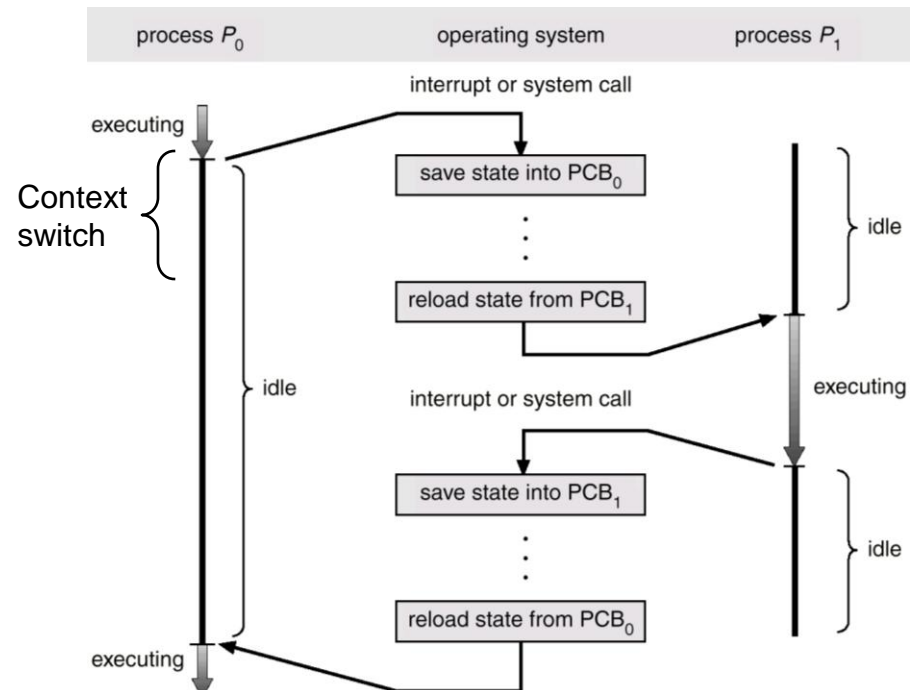 process P₀ operating system process P₁
interrupt or system call
executing
save state into PCB₀
Context
switch
idle
reload state from PCB₁
idle
executing
interrupt or system call
save state into PCB₁
idle
reload state from PCB₀
executing